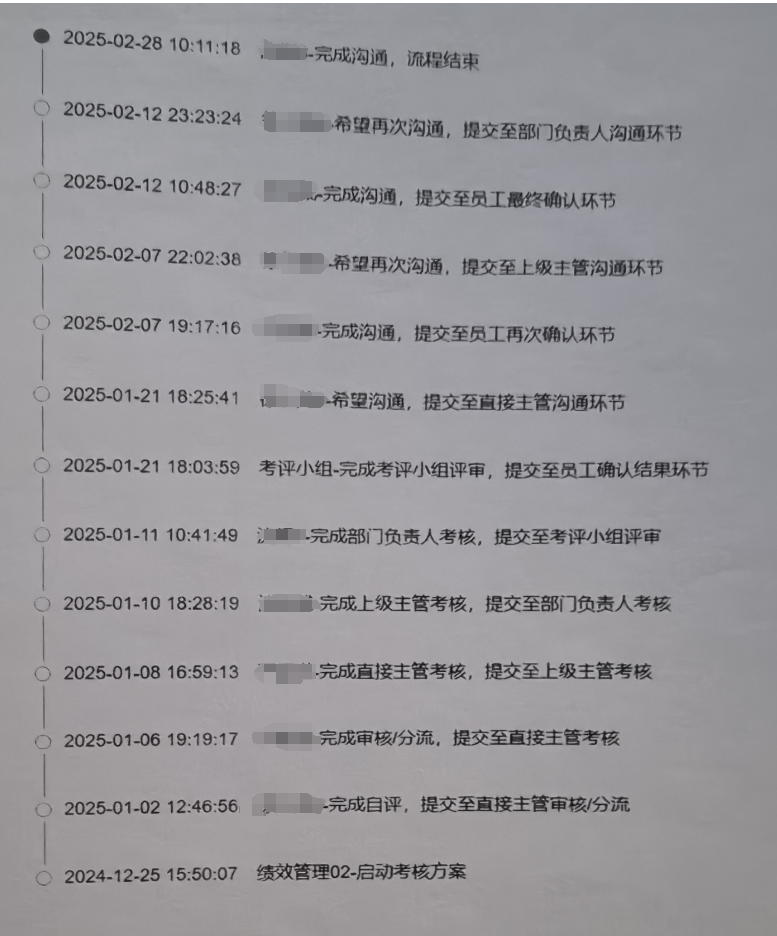 2025-02-28 10:11:18 -完成沟通，流程结束
2025-02-12 23:23:24 -希望再次沟通，提交至部门负责人沟通环节
2025-02-12 10:48:27 -完成沟通，提交至员工最终确认环节
2025-02-07 22:02:38 -希望再次沟通，提交至上级主管沟通环节
2025-02-07 19:17:16 -完成沟通，提交至员工再次确认环节
2025-01-21 18:25:41 -希望沟通，提交至直接主管沟通环节
2025-01-21 18:03:59 考评小组-完成考评小组评审，提交至员工确认结果环节
2025-01-11 10:41:49 -完成部门负责人考核，提交至考评小组评审
2025-01-10 18:28:19 -完成上级主管考核，提交至部门负责人考核
2025-01-08 16:59:13 -完成直接主管考核，提交至上级主管考核
2025-01-06 19:19:17 -完成审核/分流，提交至直接主管考核
2025-01-02 12:46:56 -完成自评，提交至直接主管审核/分流
2024-12-25 15:50:07 绩效管理02-启动考核方案